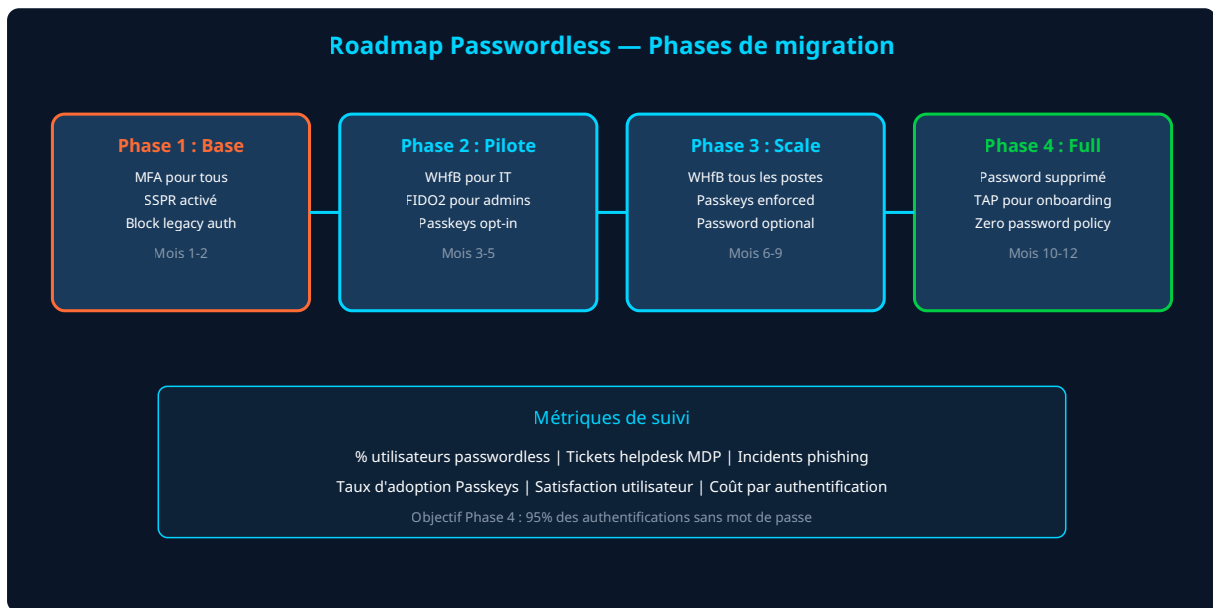 Roadmap Passwordless — Phases de migration
Phase 1 : Base
MFA pour tous
SSPR activé
Block legacy auth
Mois 1-2
Phase 2 : Pilote
WHfB pour IT
FIDO2 pour admins
Passkeys opt-in
Mois 3-5
Phase 3 : Scale
WHfB tous les postes
Passkeys enforced
Password optional
Mois 6-9
Phase 4 : Full
Password supprimé
TAP pour onboarding
Zero password policy
Mois 10-12
Métriques de suivi
% utilisateurs passwordless | Tickets helpdesk MDP | Incidents phishing
Taux d'adoption Passkeys | Satisfaction utilisateur | Coût par authentification
Objectif Phase 4 : 95% des authentifications sans mot de passe